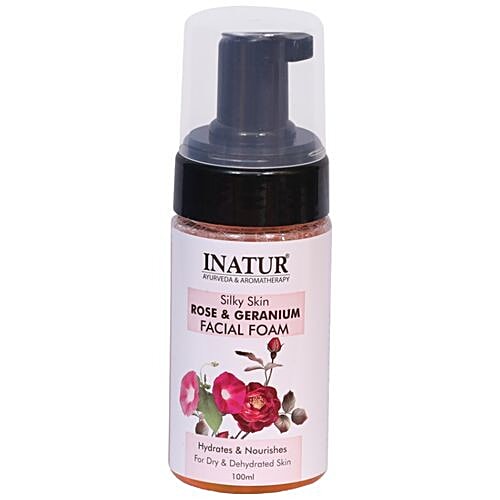 INATUR®
AYURVEDA & AROMATHERAPY
Silky Skin
ROSE & GERANIUM
FACIAL FOAM
Hydrates & Nourishes
For Dry & Dehydrated Skin
100ml